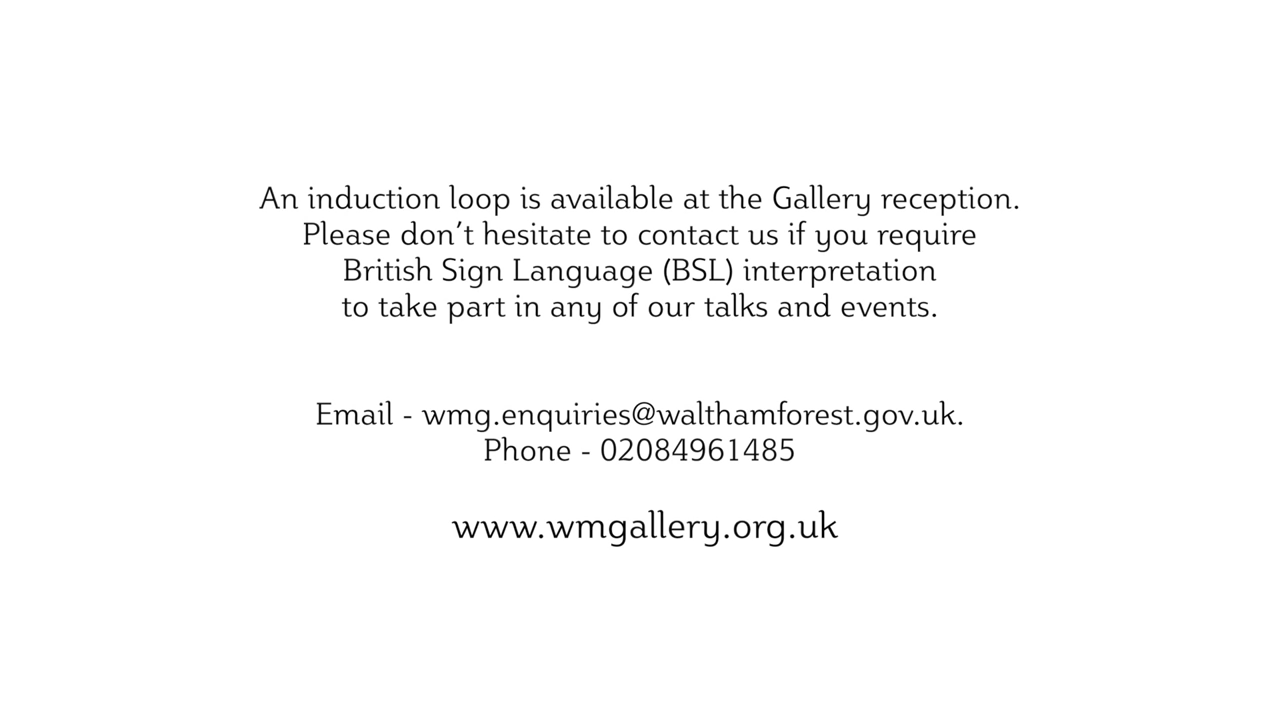 An induction loop is available at the Gallery reception.
Please don’t hesitate to contact us if you require
British Sign Language (BSL) interpretation
to take part in any of our talks and events.
Email - wmg.enquiries@walthamforest.gov.uk.
Phone - 02084961485
www.wmgallery.org.uk